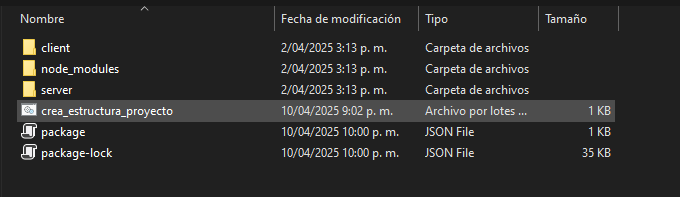 Nombre Fecha de modificación Tipo Tamaño
client 2/04/2025 3:13 p. m. Carpeta de archivos
node_modules 2/04/2025 3:13 p. m. Carpeta de archivos
server 2/04/2025 3:13 p. m. Carpeta de archivos
crea_estructura_proyecto 10/04/2025 9:02 p. m. Archivo por lotes ... 1 KB
package 10/04/2025 10:00 p. m. JSON File 1 KB
package-lock 10/04/2025 10:00 p. m. JSON File 35 KB